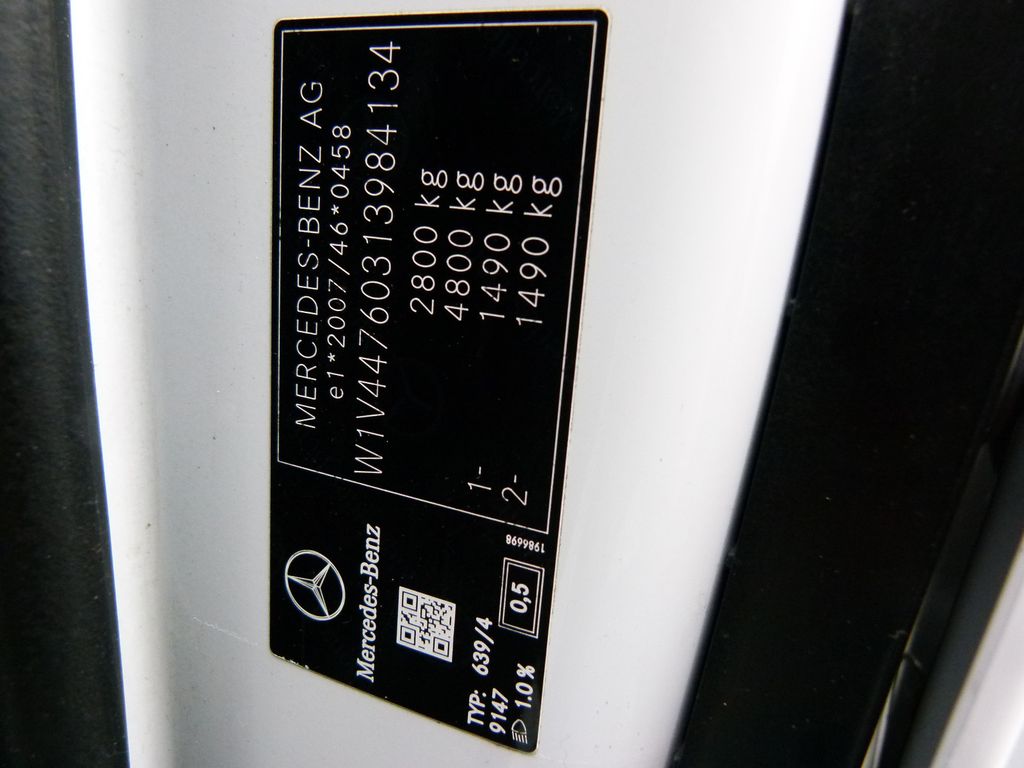 MERCEDES-BENZ AG
e1*2007/46*0458
W1V44760313984134
2800 kg
4800 kg
1- 1490 kg
2- 1490 kg
Mercedes-Benz
TYP: 639/4
9147
1.0 %
0,5
1986698